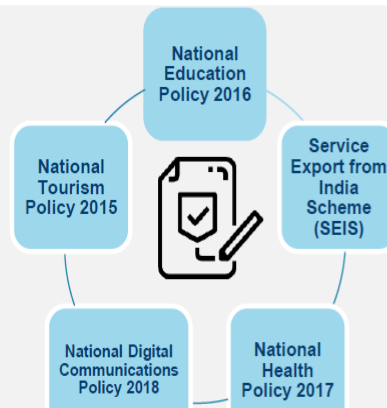 National
Education
Policy 2016
Service
Export from
India
Scheme
(SEIS)
National
Health
Policy 2017
National Digital
Communications
Policy 2018
National
Tourism
Policy 2015